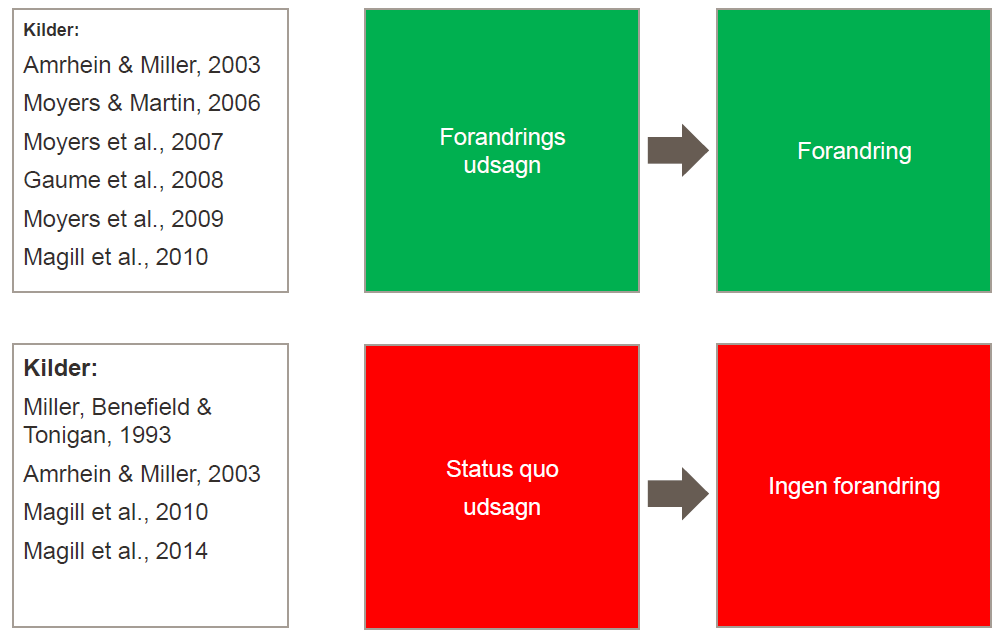 Kilder:
Amrhein & Miller, 2003
Moyers & Martin, 2006
Moyers et al., 2007
Gaume et al., 2008
Moyers et al., 2009
Magill et al., 2010
Forandrings
udsagn
Forandring
Kilder:
Miller, Benefield &
Tonigan, 1993
Amrhein & Miller, 2003
Magill et al., 2010
Magill et al., 2014
Status quo
udsagn
Ingen forandring